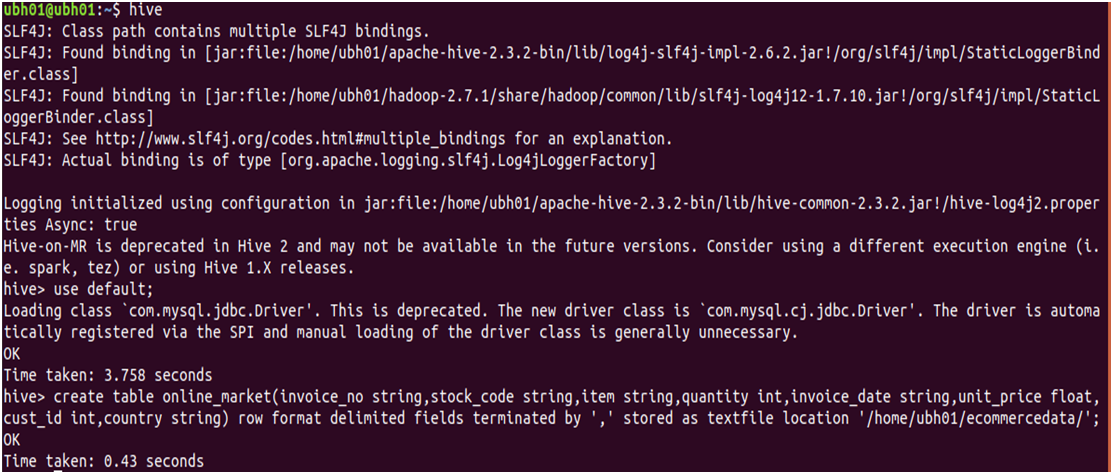 ubh01@ubh01:~$ hive
SLF4J: Class path contains multiple SLF4J bindings.
SLF4J: Found binding in [jar:file:/home/ubh01/apache-hive-2.3.2-bin/lib/log4j-slf4j-impl-2.6.2.jar!/org/slf4j/impl/StaticLoggerBind
er.class]
SLF4J: Found binding in [jar:file:/home/ubh01/hadoop-2.7.1/share/hadoop/common/lib/slf4j-log4j12-1.7.10.jar!/org/slf4j/impl/StaticL
oggerBinder.class]
SLF4J: See http://www.slf4j.org/codes.html#multiple_bindings for an explanation.
SLF4J: Actual binding is of type [org.apache.logging.slf4j.Log4jLoggerFactory]
Logging initialized using configuration in jar:file:/home/ubh01/apache-hive-2.3.2-bin/lib/hive-common-2.3.2.jar!/hive-log4j2.proper
ties Async: true
Hive-on-MR is deprecated in Hive 2 and may not be available in the future versions. Consider using a different execution engine (i.
e. spark, tez) or using Hive 1.X releases.
hive> use default;
Loading class `com.mysql.jdbc.Driver'. This is deprecated. The new driver class is `com.mysql.cj.jdbc.Driver'. The driver is automa
tically registered via the SPI and manual loading of the driver class is generally unnecessary.
OK
Time taken: 3.758 seconds
hive> create table online_market(invoice_no string,stock_code string,item string,quantity int,invoice_date string,unit_price float,
cust_id int,country string) row format delimited fields terminated by ',' stored as textfile location '/home/ubh01/ecommercedata/';
OK
Time taken: 0.43 seconds